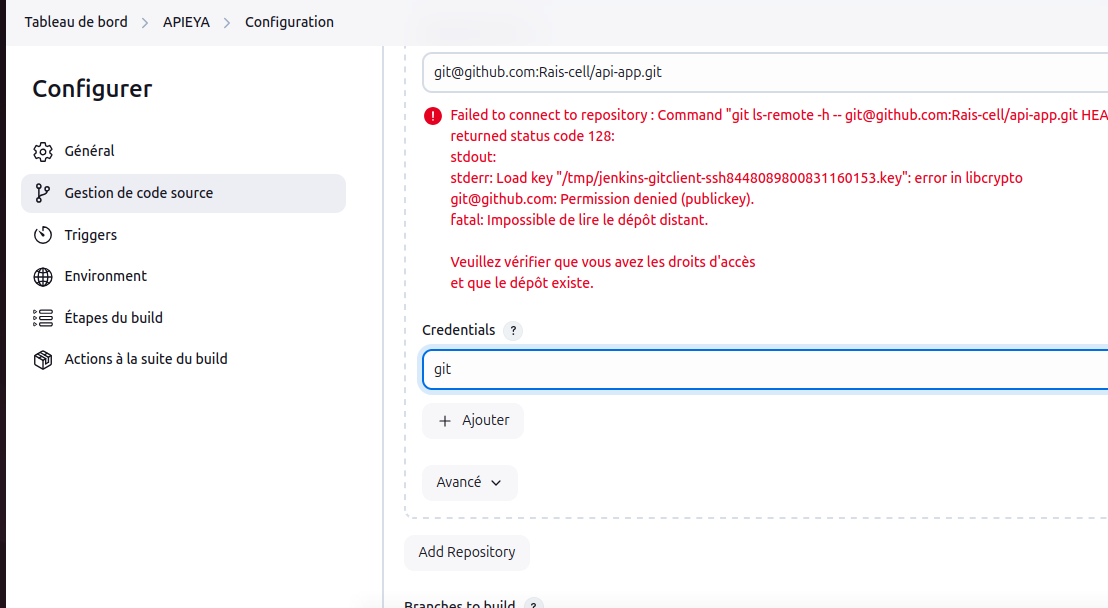 Tableau de bord > APIEYA > Configuration
Configurer
Général
Gestion de code source
Triggers
Environment
Étapes du build
Actions à la suite du build
git@github.com:Rais-cell/api-app.git
Failed to connect to repository : Command "git ls-remote -h -- git@github.com:Rais-cell/api-app.git HEA
returned status code 128:
stdout:
stderr: Load key "/tmp/jenkins-gitclient-ssh8448089800831160153.key": error in libcrypto
git@github.com: Permission denied (publickey).
fatal: Impossible de lire le dépôt distant.
Veuillez vérifier que vous avez les droits d'accès
et que le dépôt existe.
Credentials ?
git
+ Ajouter
Avancé
Add Repository
Branches to build ?